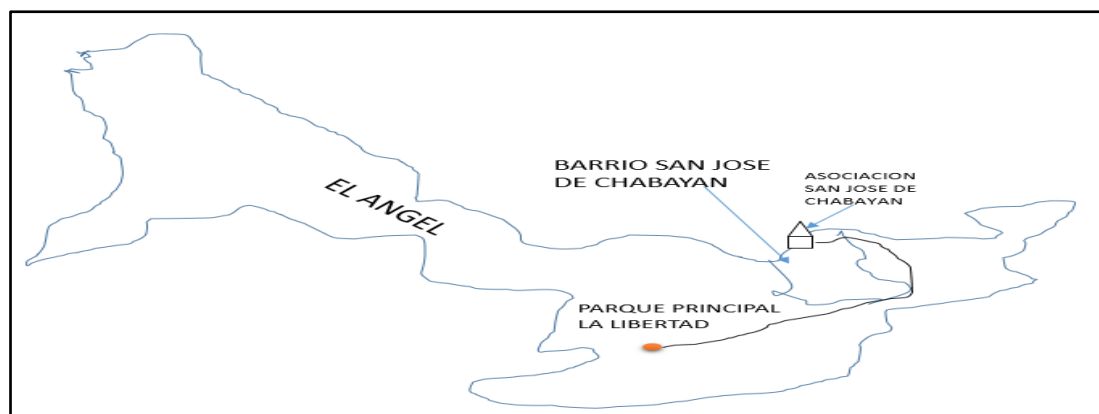 EL ANGEL
BARRIO SAN JOSE
DE CHABAYAN
ASOCIACION
SAN JOSE DE
CHABAYAN
PARQUE PRINCIPAL
LA LIBERTAD